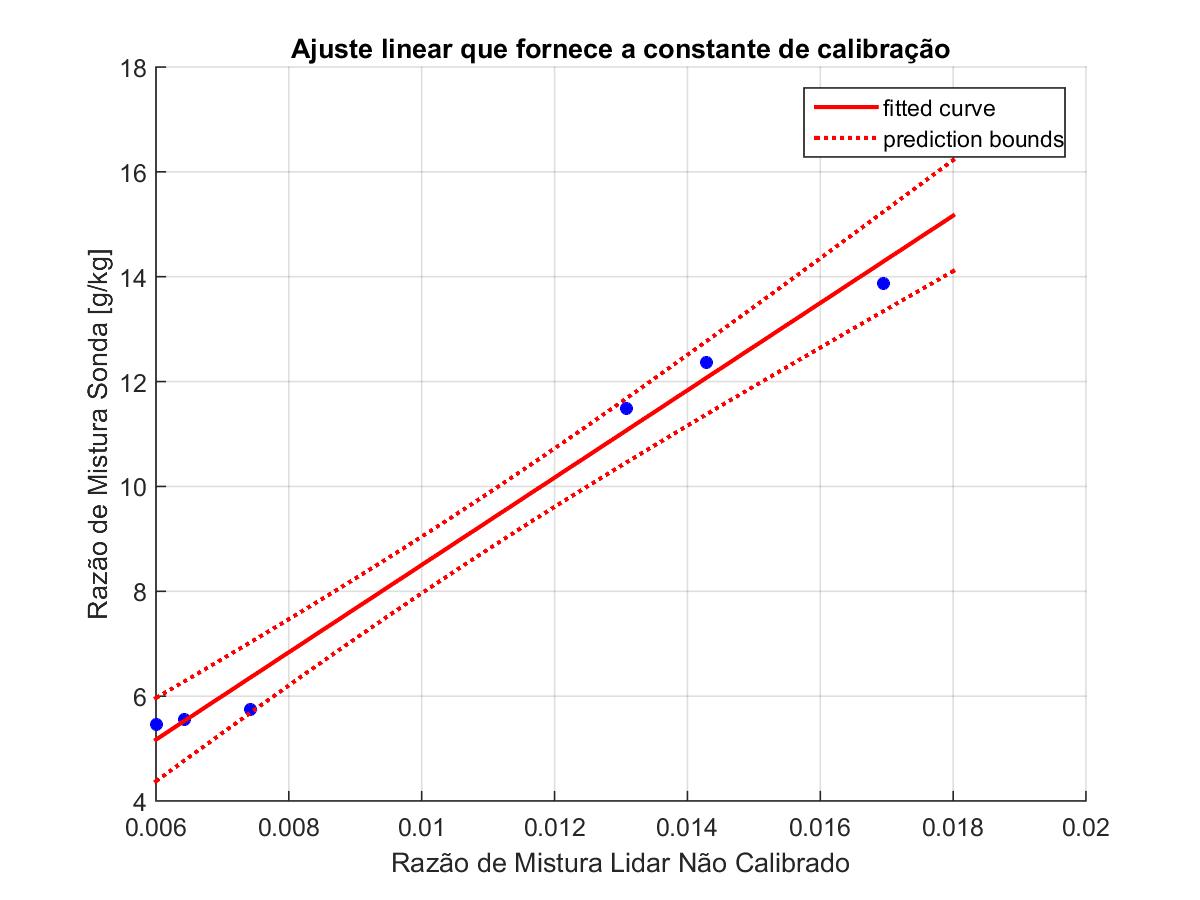 Ajuste linear que fornece a constante de calibração
fitted curve
prediction bounds
Razão de Mistura Sonda [g/kg]
18
16
14
12
10
8
6
4
0.006 0.008 0.01 0.012 0.014 0.016 0.018 0.02
Razão de Mistura Lidar Não Calibrado